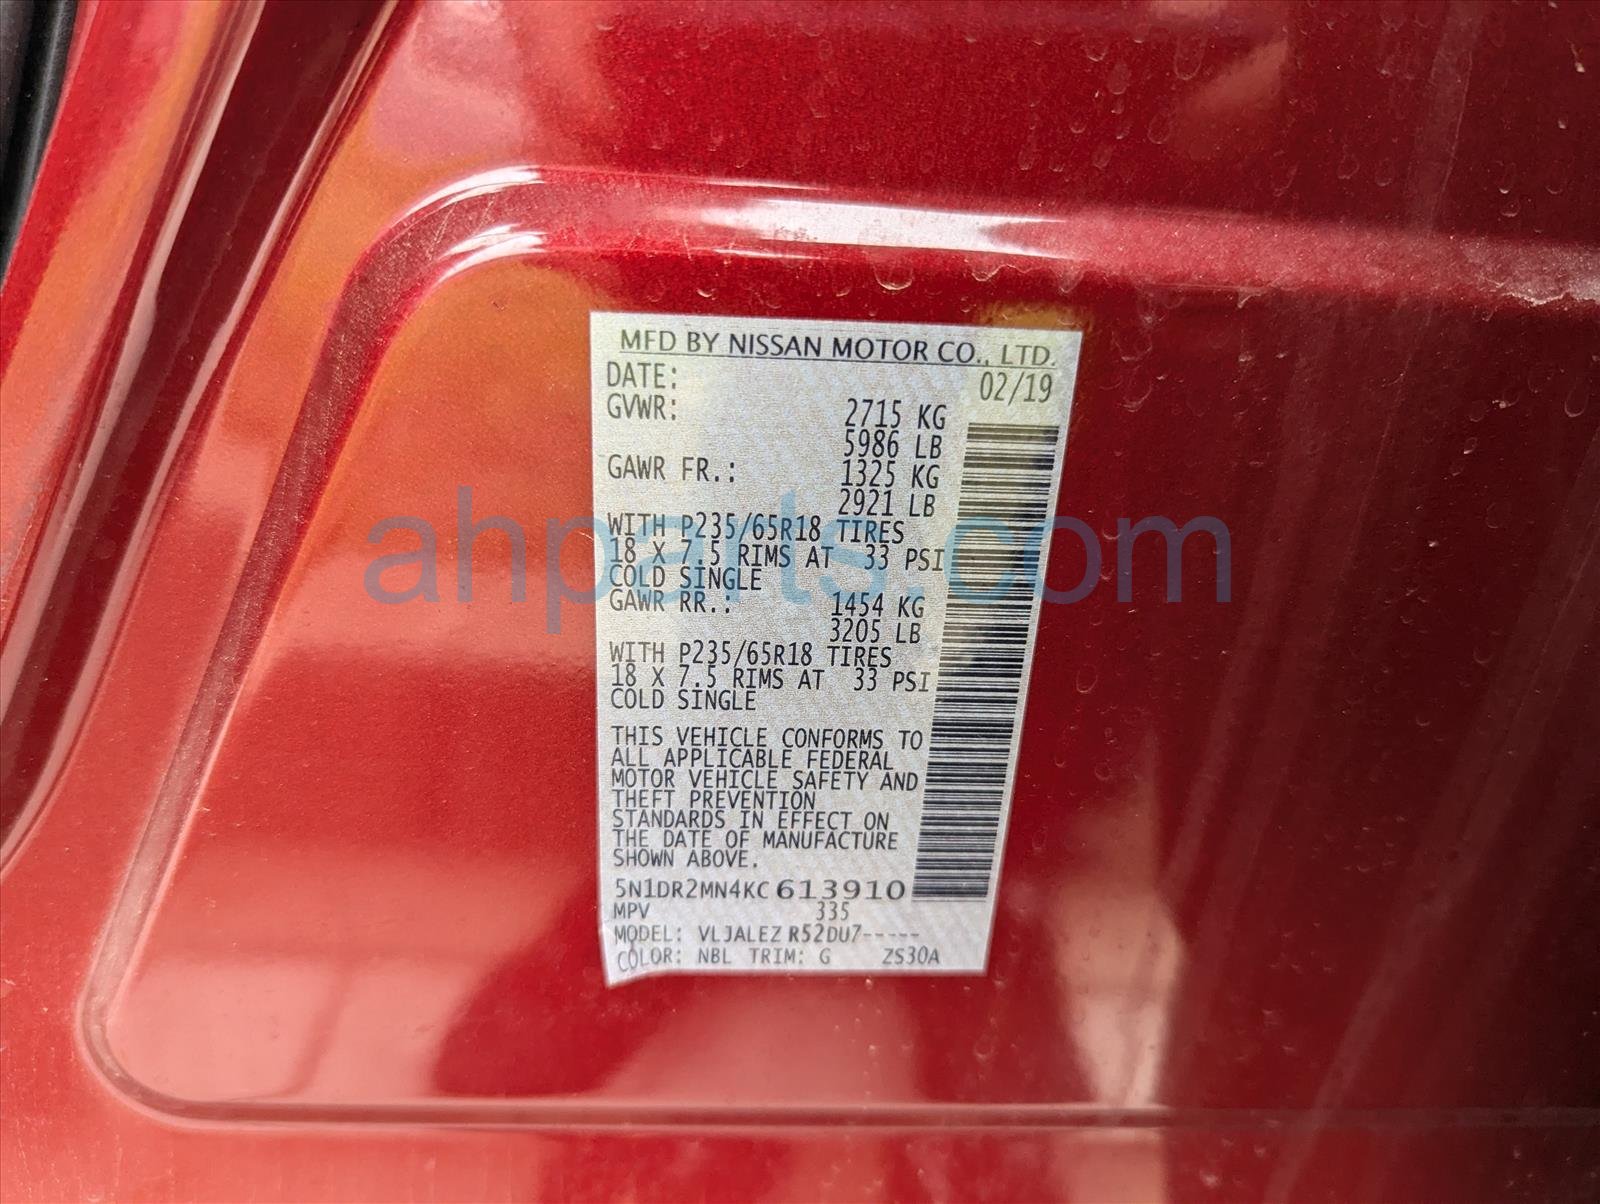 MFD BY NISSAN MOTOR CO., LTD.
DATE: 02/19
GVWR: 2715 KG
5986 LB
GAWR FR.: 1325 KG
2921 LB
WITH P235/65R18 TIRES
18 X 7.5 RIMS AT 33 PSI
COLD SINGLE
GAWR RR.: 1454 KG
3205 LB
WITH P235/65R18 TIRES
18 X 7.5 RIMS AT 33 PSI
COLD SINGLE
THIS VEHICLE CONFORMS TO
ALL APPLICABLE FEDERAL
MOTOR VEHICLE SAFETY AND
THEFT PREVENTION
STANDARDS IN EFFECT ON
THE DATE OF MANUFACTURE
SHOWN ABOVE.
5N1DR2MN4KC613910
MPV 335
MODEL: VLJALEZ R52DU7-----
COLOR: NBL TRIM: G ZS30A
ahparts.com